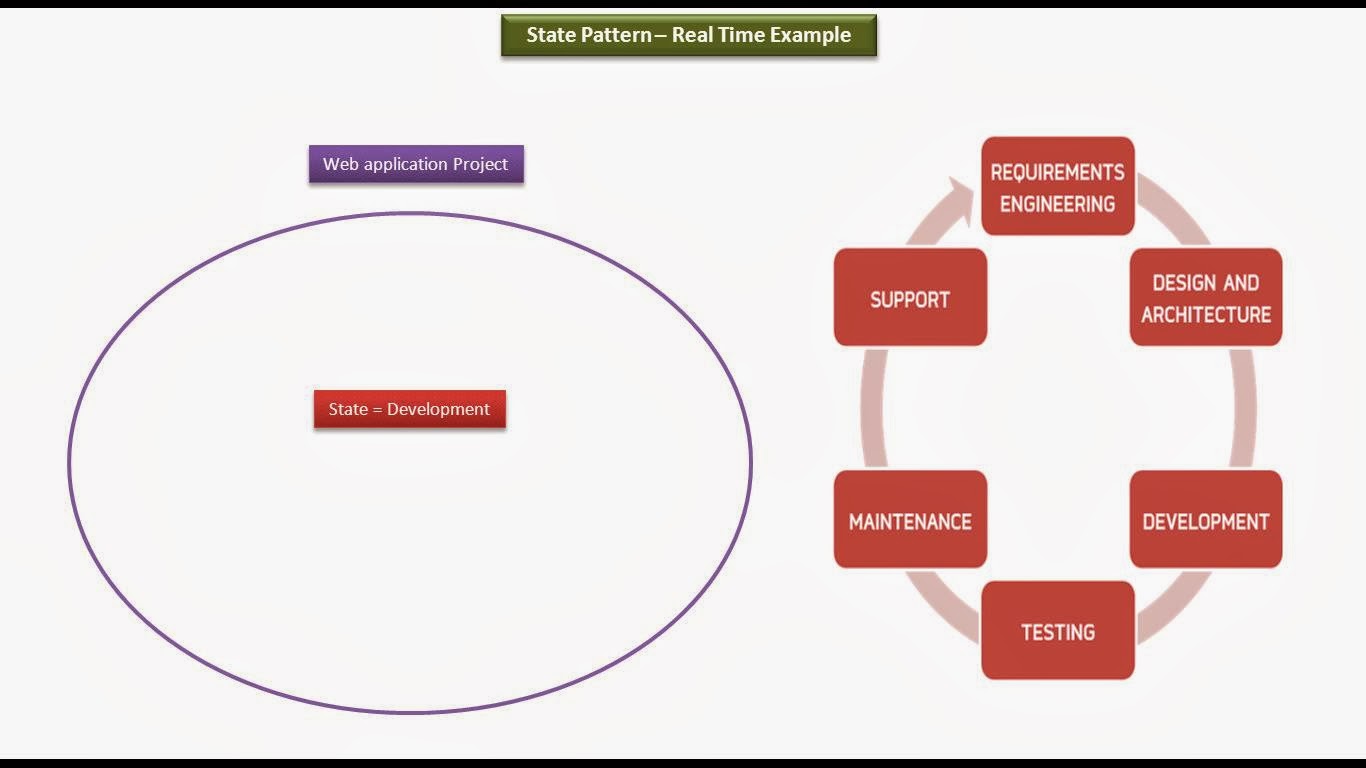 State Pattern – Real Time Example
Web application Project
State = Development
REQUIREMENTS
ENGINEERING
DESIGN AND
ARCHITECTURE
DEVELOPMENT
TESTING
MAINTENANCE
SUPPORT